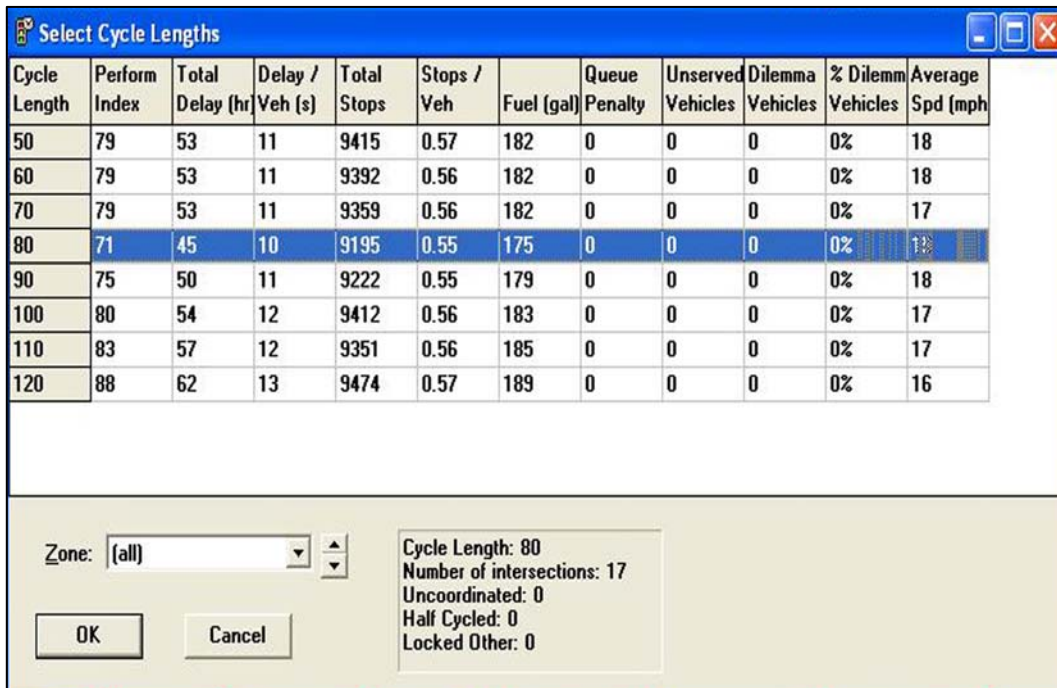 Select Cycle Lengths
Cycle Length Perform Index Total Delay (hr) Delay / Veh (s) Total Stops Stops / Veh Fuel (gal) Queue Penalty Unserved Vehicles Dilemma Vehicles % Dilemm Vehicles Average Spd (mph
50 79 53 11 9415 0.57 182 0 0 0 0% 18
60 79 53 11 9392 0.56 182 0 0 0 0% 18
70 79 53 11 9359 0.56 182 0 0 0 0% 17
80 71 45 10 9195 0.55 175 0 0 0 0%
90 75 50 11 9222 0.55 179 0 0 0 0% 18
100 80 54 12 9412 0.56 183 0 0 0 0% 17
110 83 57 12 9351 0.56 185 0 0 0 0% 17
120 88 62 13 9474 0.57 189 0 0 0 0% 16
Zone: (all)
Cycle Length: 80
Number of intersections: 17
Uncoordinated: 0
Half Cycled: 0
Locked Other: 0
OK Cancel